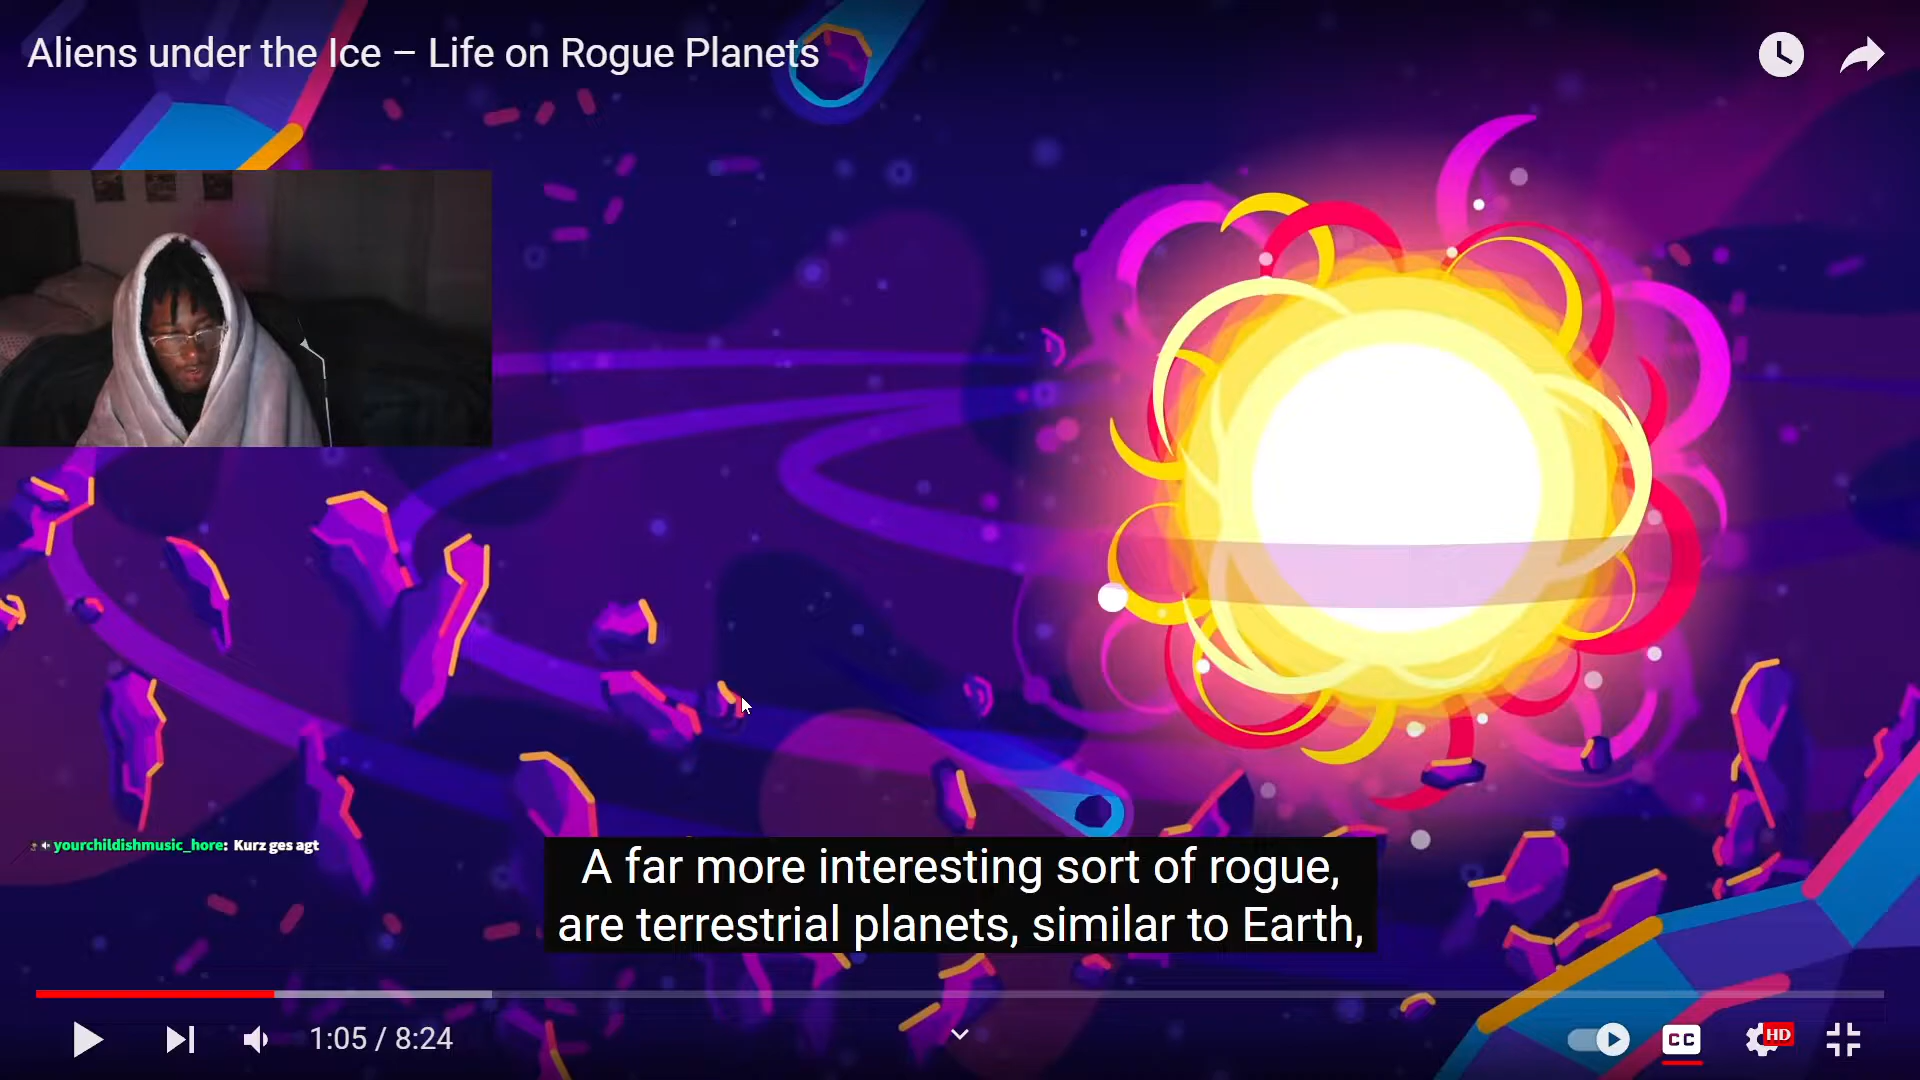 Aliens under the Ice – Life on Rogue Planets
yourchildishmusic_hore: Kurz ges agt
A far more interesting sort of rogue,
are terrestrial planets, similar to Earth,
1:05 / 8:24
CC
HD